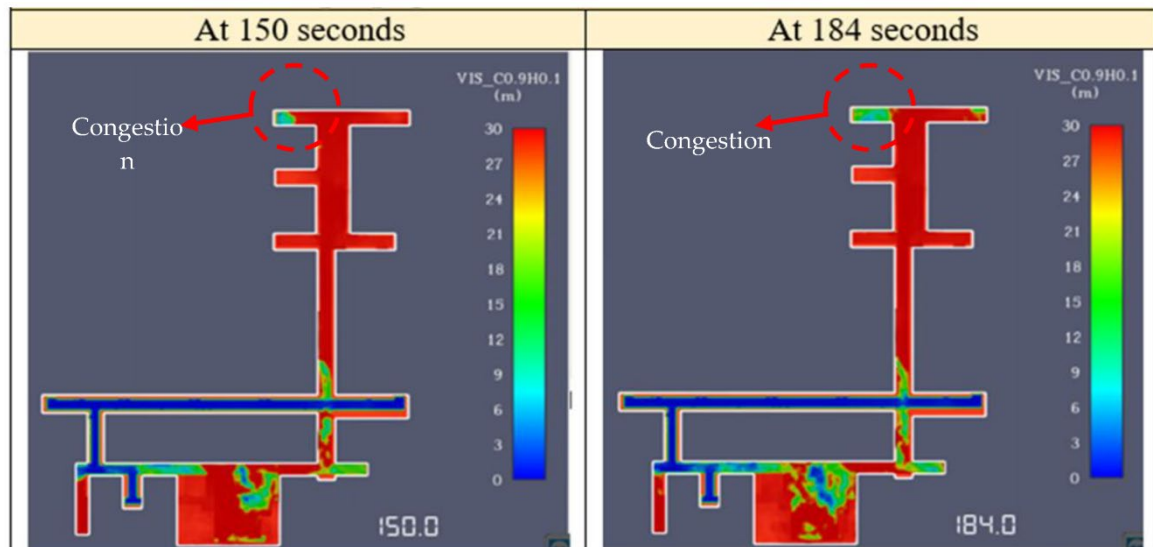 At 150 seconds
At 184 seconds
VIS_C0.9H0.1
(m)
30
27
24
21
18
15
12
9
6
3
0
Congestio
n
150.0
VIS_C0.9H0.1
(m)
30
27
24
21
18
15
12
9
6
3
0
Congestion
184.0